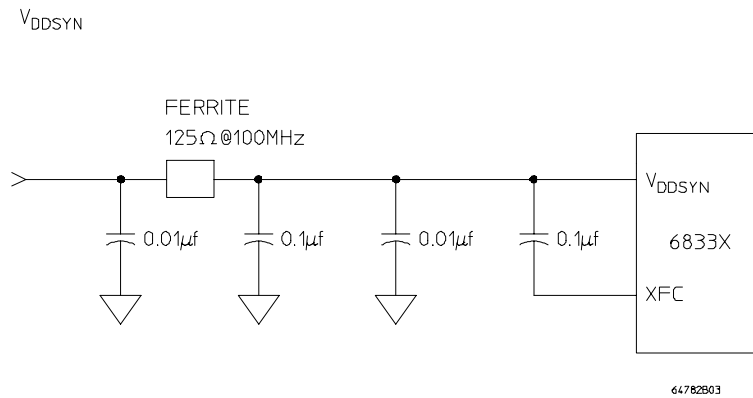 VDDSYN
FERRITE
125Ω@100MHz
0.01μf
0.1μf
0.01μf
0.1μf
VDDSYN
6833X
XFC
64782B03